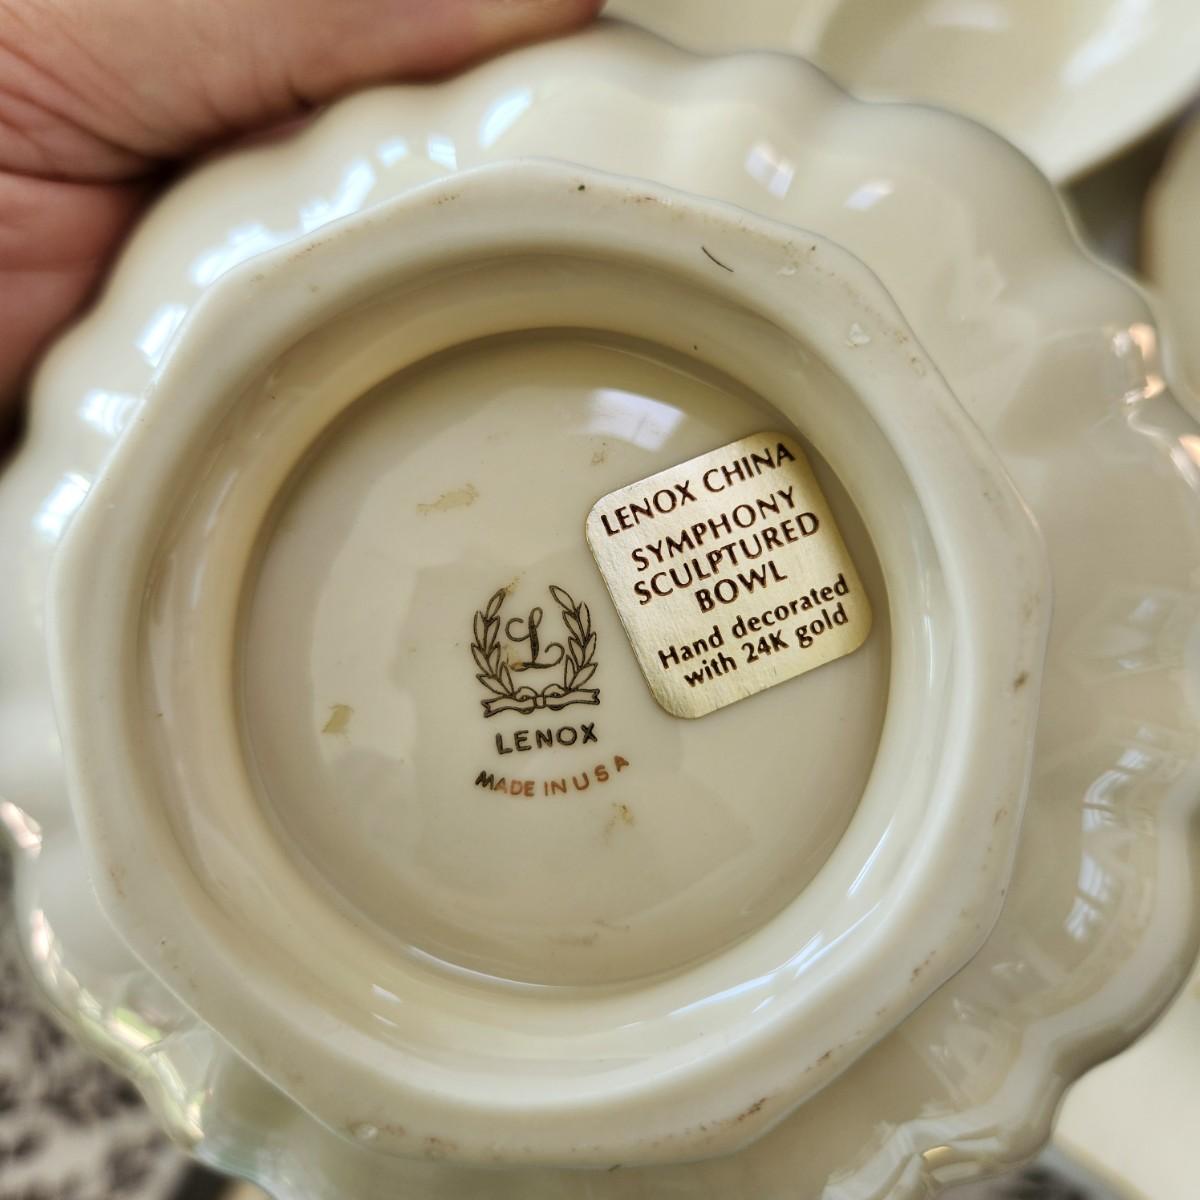 LENOX CHINA
SYMPHONY
SCULPTURED
BOWL
Hand decorated
with 24K gold
L
LENOX
MADE IN USA